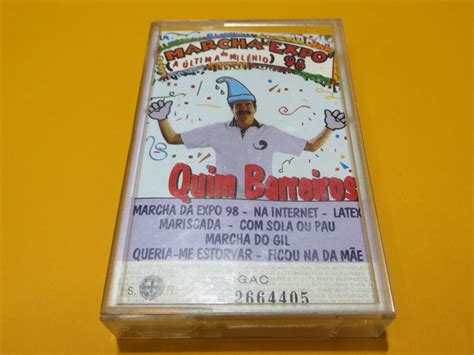 MARCHA DA EXPO 98
(A ÚLTIMA do MILÉNIO)
Quim Barreiros
MARCHA DA EXPO 98 - NA INTERNET - LATEX
MARISCADA - COM SOLA OU PAU
MARCHA DO GIL
QUERIA-ME ESTORVAR - FICOU NA DA MÃE
GAC
S. R.
2664405